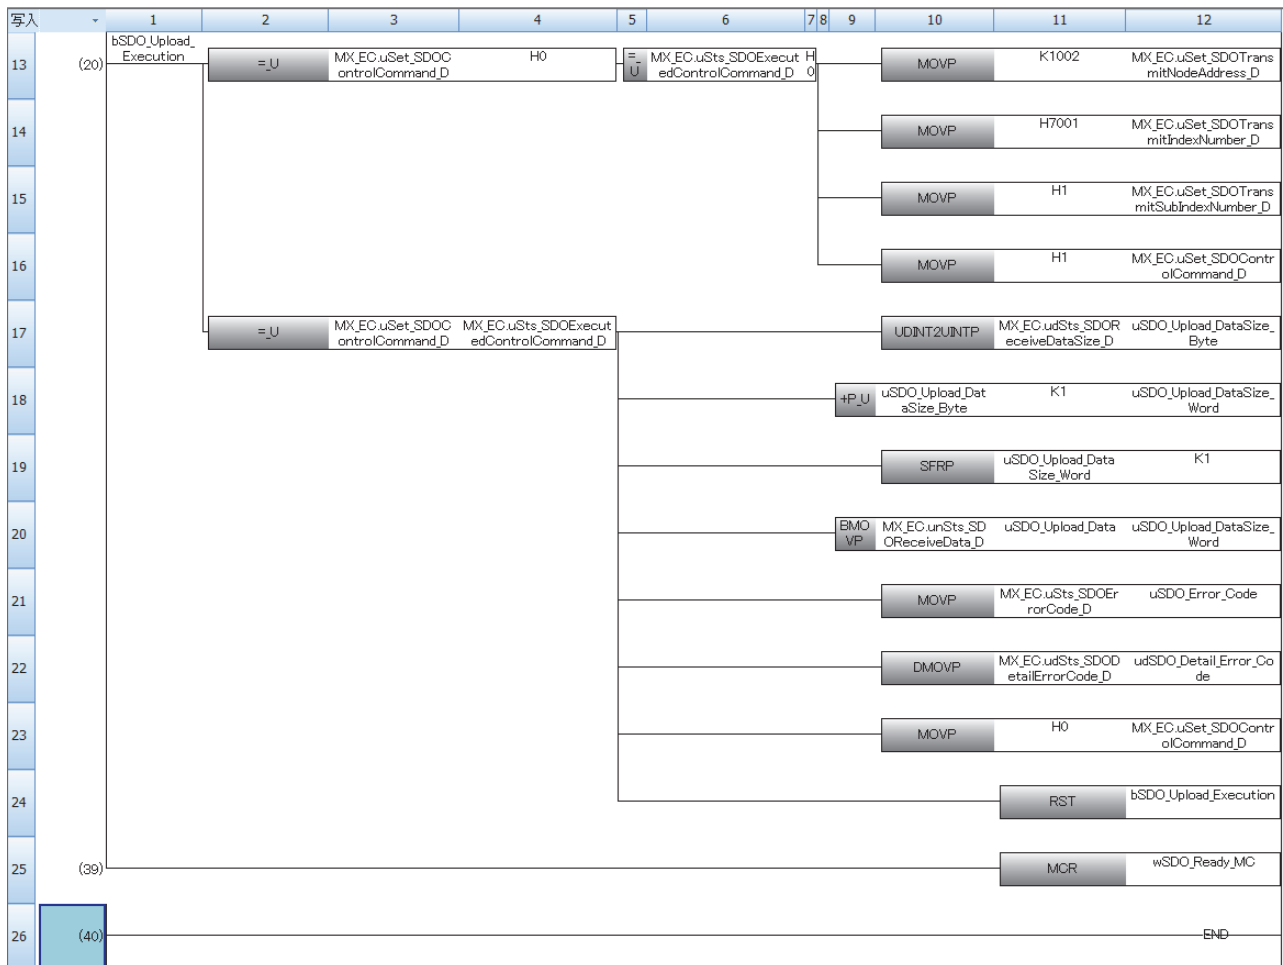 写入 1 2 3 4 5 6 7 8 9 10 11 12
bSDO_Upload_
Execution
13 (20) =_U MX_EC.uSet_SDOC
ontrolCommand_D H0 =_
U MX_EC.uSts_SDOExecut
edControlCommand_D H
0 MOVP K1002 MX_EC.uSet_SDOTrans
mitNodeAddress_D
14 MOVP H7001 MX_EC.uSet_SDOTrans
mitIndexNumber_D
15 MOVP H1 MX_EC.uSet_SDOTrans
mitSubIndexNumber_D
16 MOVP H1 MX_EC.uSet_SDOContr
olCommand_D
17 =_U MX_EC.uSet_SDOC
ontrolCommand_D MX_EC.uSts_SDOExecut
edControlCommand_D UDINT2UINTP MX_EC.udSts_SDOR
eceiveDataSize_D uSDO_Upload_DataSize_
Byte
18 +P_U uSDO_Upload_Dat
aSize_Byte K1 uSDO_Upload_DataSize_
Word
19 SFRP uSDO_Upload_Data
Size_Word K1
20 BMO
VP MX_EC.unSts_SD
OReceiveData_D uSDO_Upload_Data uSDO_Upload_DataSize_
Word
21 MOVP MX_EC.uSts_SDOEr
rorCode_D uSDO_Error_Code
22 DMOVP MX_EC.udSts_SDOD
etailErrorCode_D udSDO_Detail_Error_Co
de
23 MOVP H0 MX_EC.uSet_SDOContr
olCommand_D
24 RST bSDO_Upload_Execution
25 (39) MCR wSDO_Ready_MC
26 (40) END